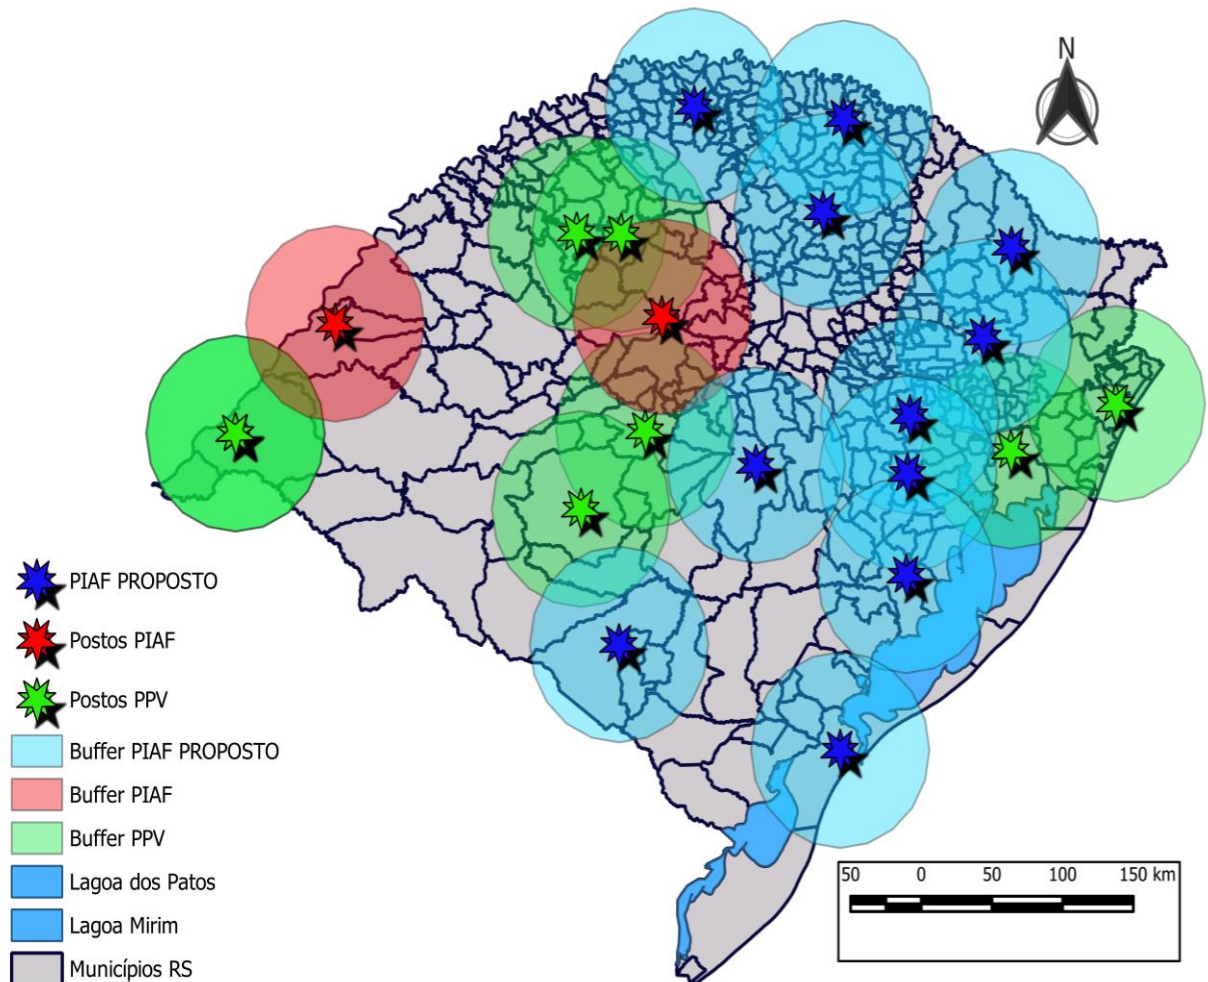 N
PIAF PROPOSTO
Postos PIAF
Postos PPV
Buffer PIAF PROPOSTO
Buffer PIAF
Buffer PPV
Lagoa dos Patos
Lagoa Mirim
Municípios RS
50 0 50 100 150 km